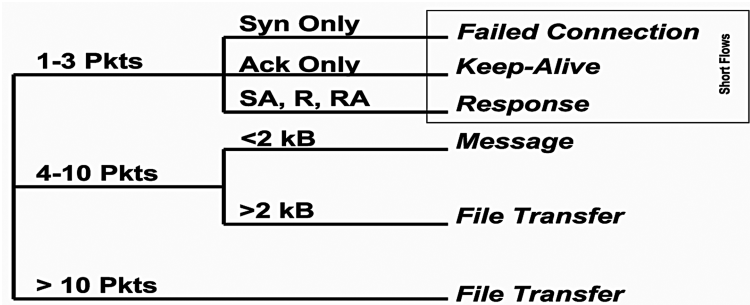 Syn Only
Failed Connection
1-3 Pkts
Ack Only
Keep-Alive
SA, R, RA
Response
Short Flows
<2 kB
Message
4-10 Pkts
>2 kB
File Transfer
> 10 Pkts
File Transfer